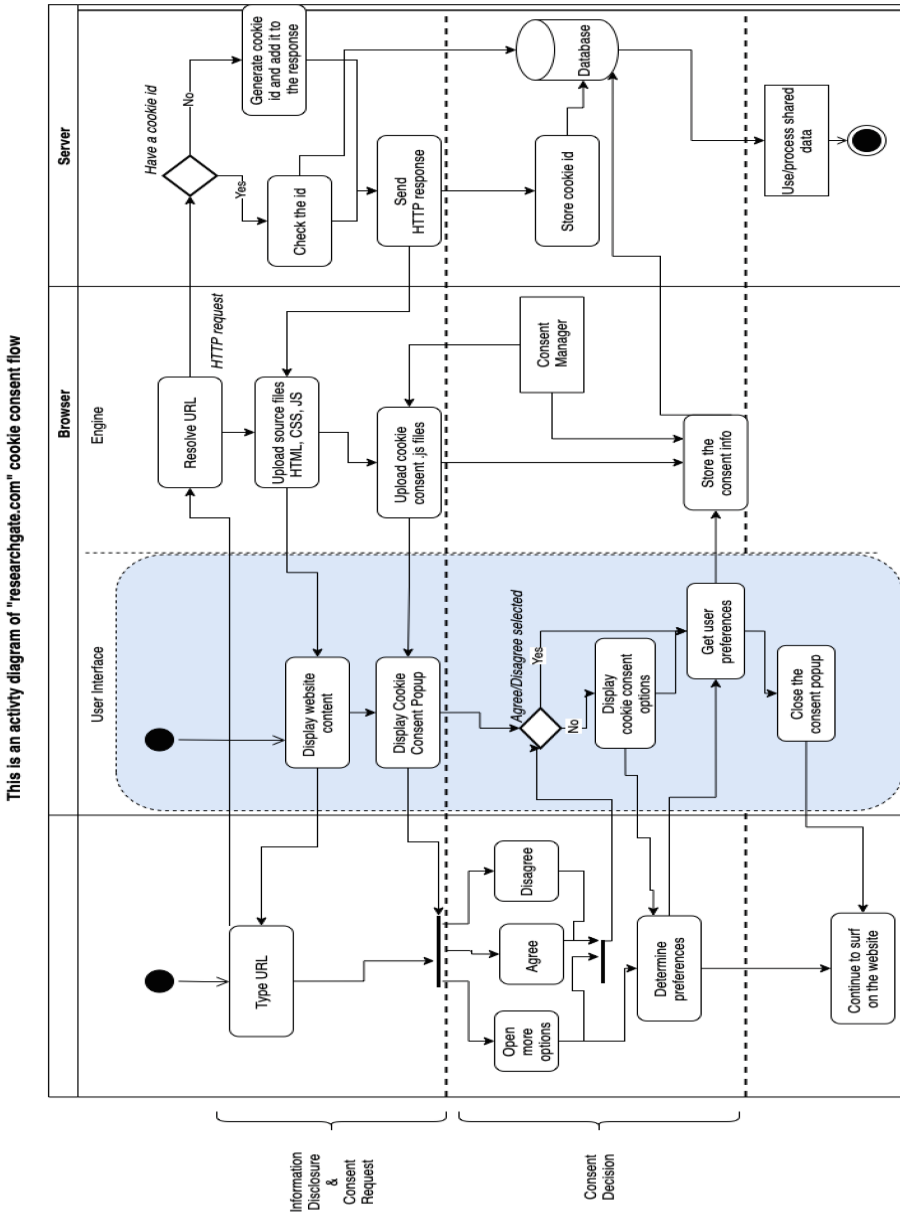 This is an activity diagram of "researchgate.com" cookie consent flow
Browser
Server
User Interface
Engine
Type URL
Display website
content
Display Cookie
Consent Popup
Resolve URL
HTTP request
Upload source files
HTML, CSS, JS
Upload cookie
consent .js files
Have a cookie id
No
Yes
Generate cookie
id and add it to
the response
Check the id
Send
HTTP response
Information
Disclosure
&
Consent
Request
Open
more
options
Agree
Disagree
Determine
preferences
Agree/Disagree selected
Yes
No
Display
cookie consent
options
Get user
preferences
Consent
Manager
Store the
consent info
Store cookie id
Database
Consent
Decision
Continue to surf
on the website
Close the
consent popup
Use/process shared
data